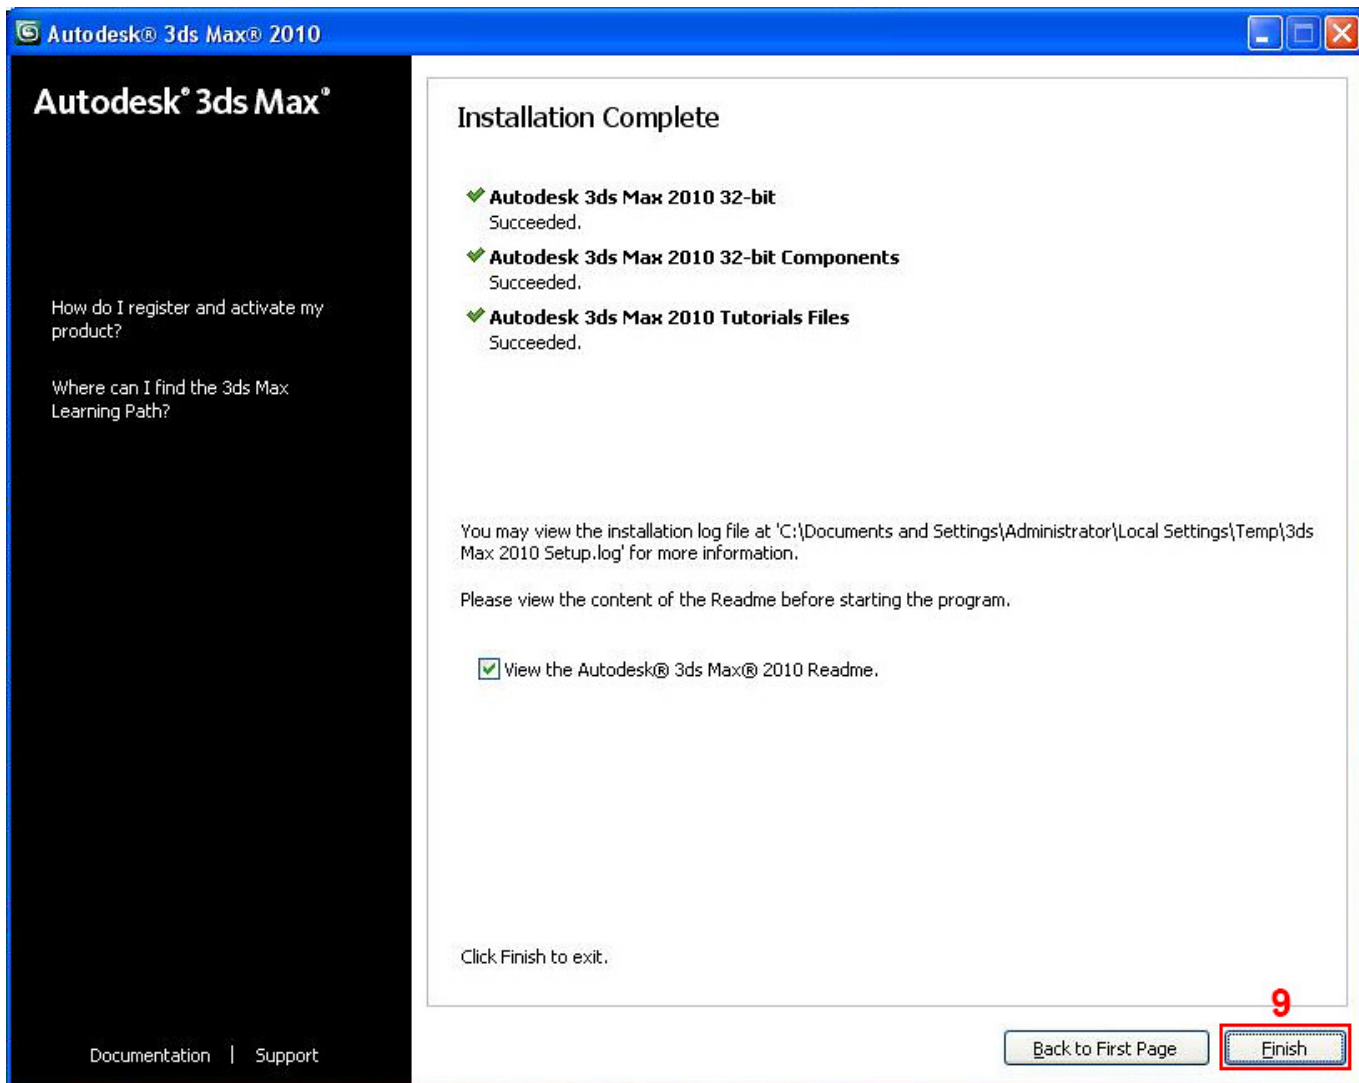 Autodesk® 3ds Max® 2010
Autodesk® 3ds Max®
How do I register and activate my
product?
Where can I find the 3ds Max
Learning Path?
Documentation | Support
Installation Complete
Autodesk 3ds Max 2010 32-bit
Succeeded.
Autodesk 3ds Max 2010 32-bit Components
Succeeded.
Autodesk 3ds Max 2010 Tutorials Files
Succeeded.
You may view the installation log file at 'C:\Documents and Settings\Administrator\Local Settings\Temp\3ds
Max 2010 Setup.log' for more information.
Please view the content of the Readme before starting the program.
View the Autodesk® 3ds Max® 2010 Readme.
Click Finish to exit.
9
Back to First Page Finish